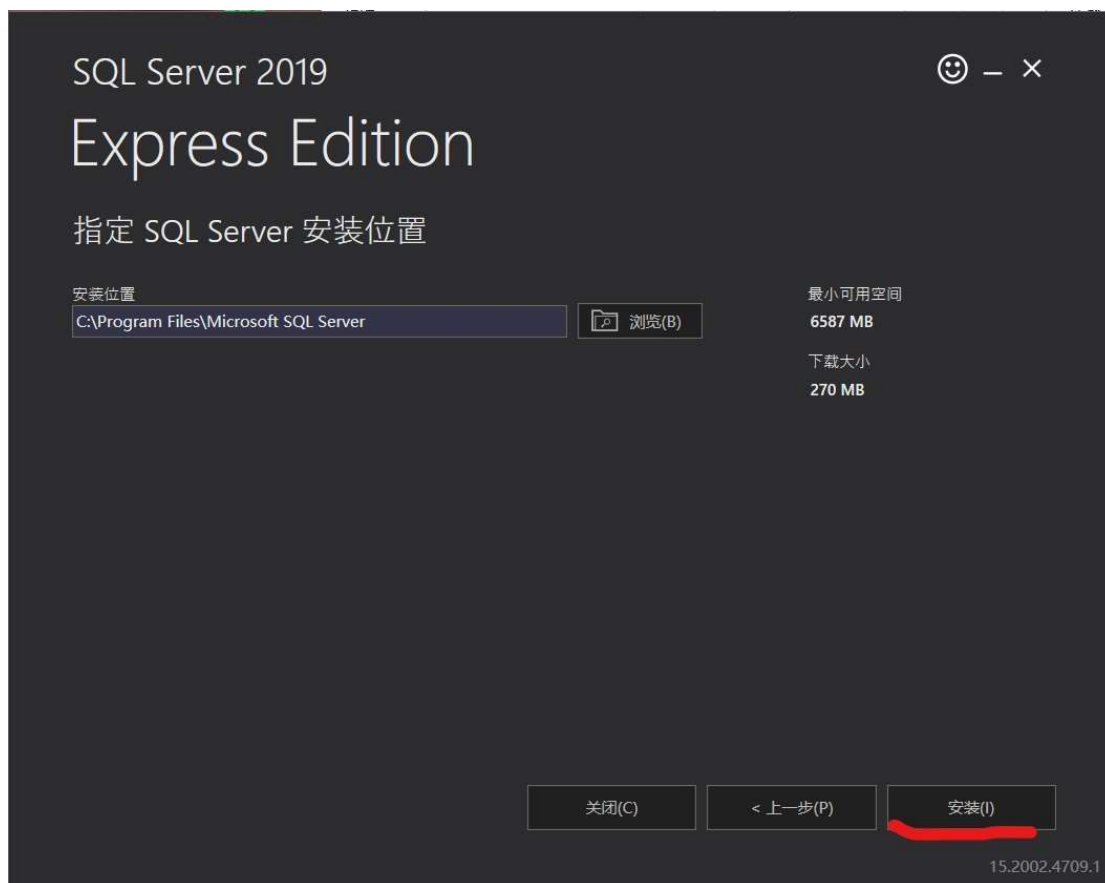 SQL Server 2019
Express Edition
指定 SQL Server 安装位置
安装位置
C:\Program Files\Microsoft SQL Server
浏览(B)
最小可用空间
6587 MB
下载大小
270 MB
关闭(C)
< 上一步(P)
安装(I)
15.2002.4709.1